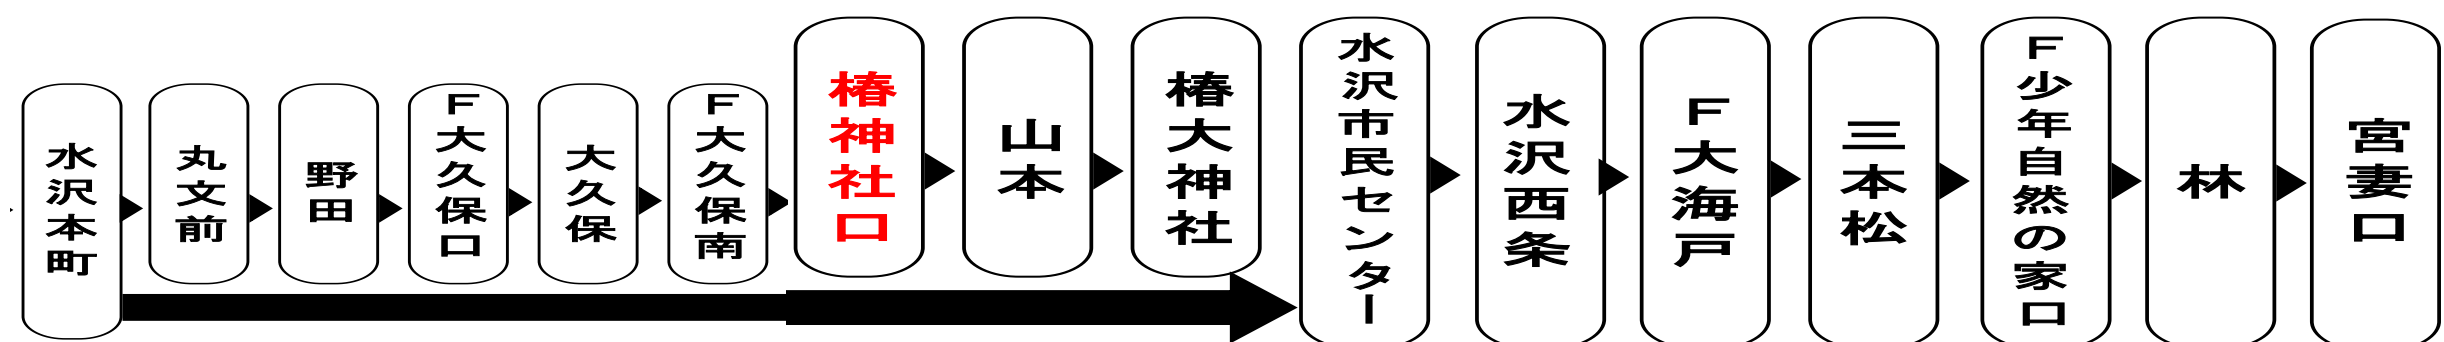 水沢本町
丸文前
野田
F大久保口
大久保
F大久保南
椿神社口
山本
椿大神社
水沢市民センター
水沢西条
F大海戸
三本松
F少年自然の家口
林
宮妻口